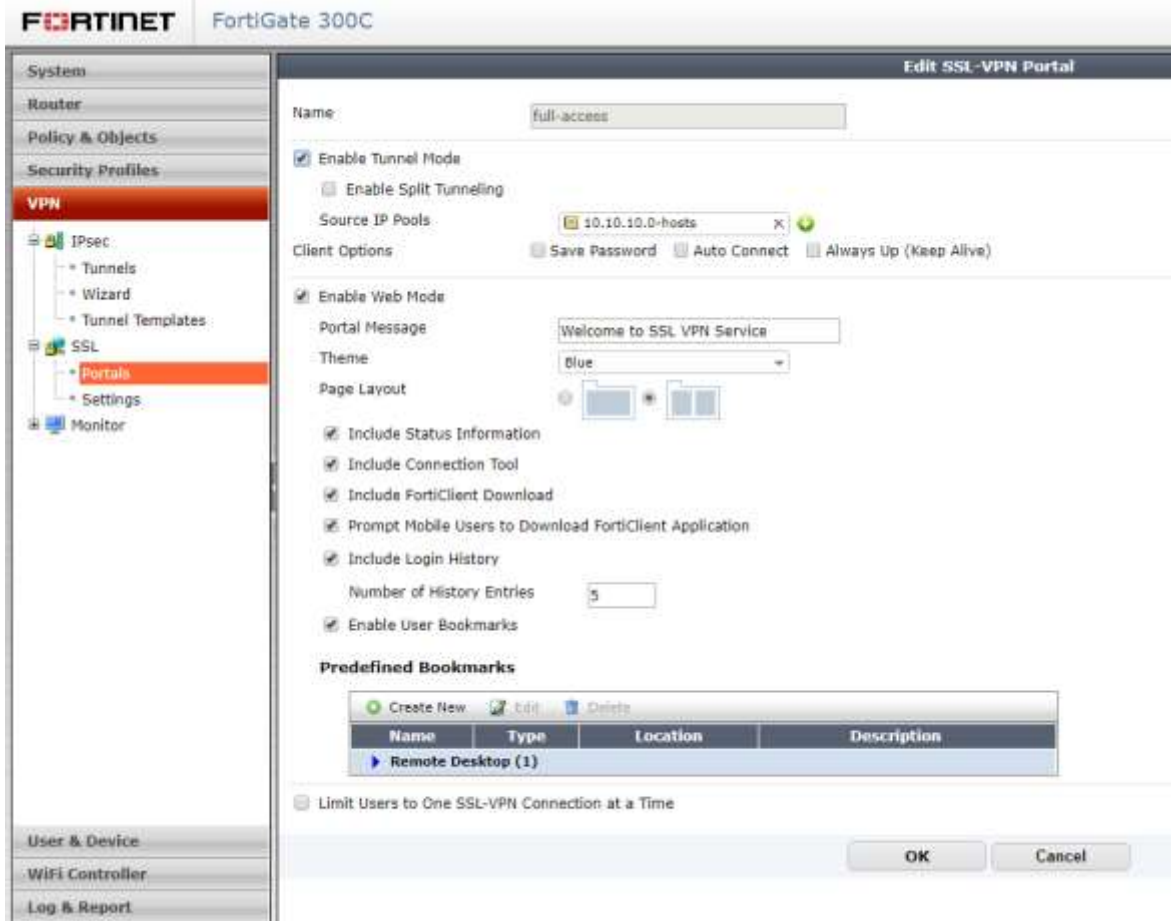 FORTINET FortiGate 300C
System
Router
Policy & Objects
Security Profiles
VPN
IPsec
Tunnels
Wizard
Tunnel Templates
SSL
Portals
Settings
Monitor
User & Device
WiFi Controller
Log & Report
Edit SSL-VPN Portal
Name full-access
Enable Tunnel Mode
Enable Split Tunneling
Source IP Pools 10.10.10.0-hosts
Client Options Save Password Auto Connect Always Up (Keep Alive)
Enable Web Mode
Portal Message Welcome to SSL VPN Service
Theme Blue
Page Layout
Include Status Information
Include Connection Tool
Include FortiClient Download
Prompt Mobile Users to Download FortiClient Application
Include Login History
Number of History Entries 5
Enable User Bookmarks
Predefined Bookmarks
Create New Edit Delete
Name Type Location Description
Remote Desktop (1)
Limit Users to One SSL-VPN Connection at a Time
OK Cancel